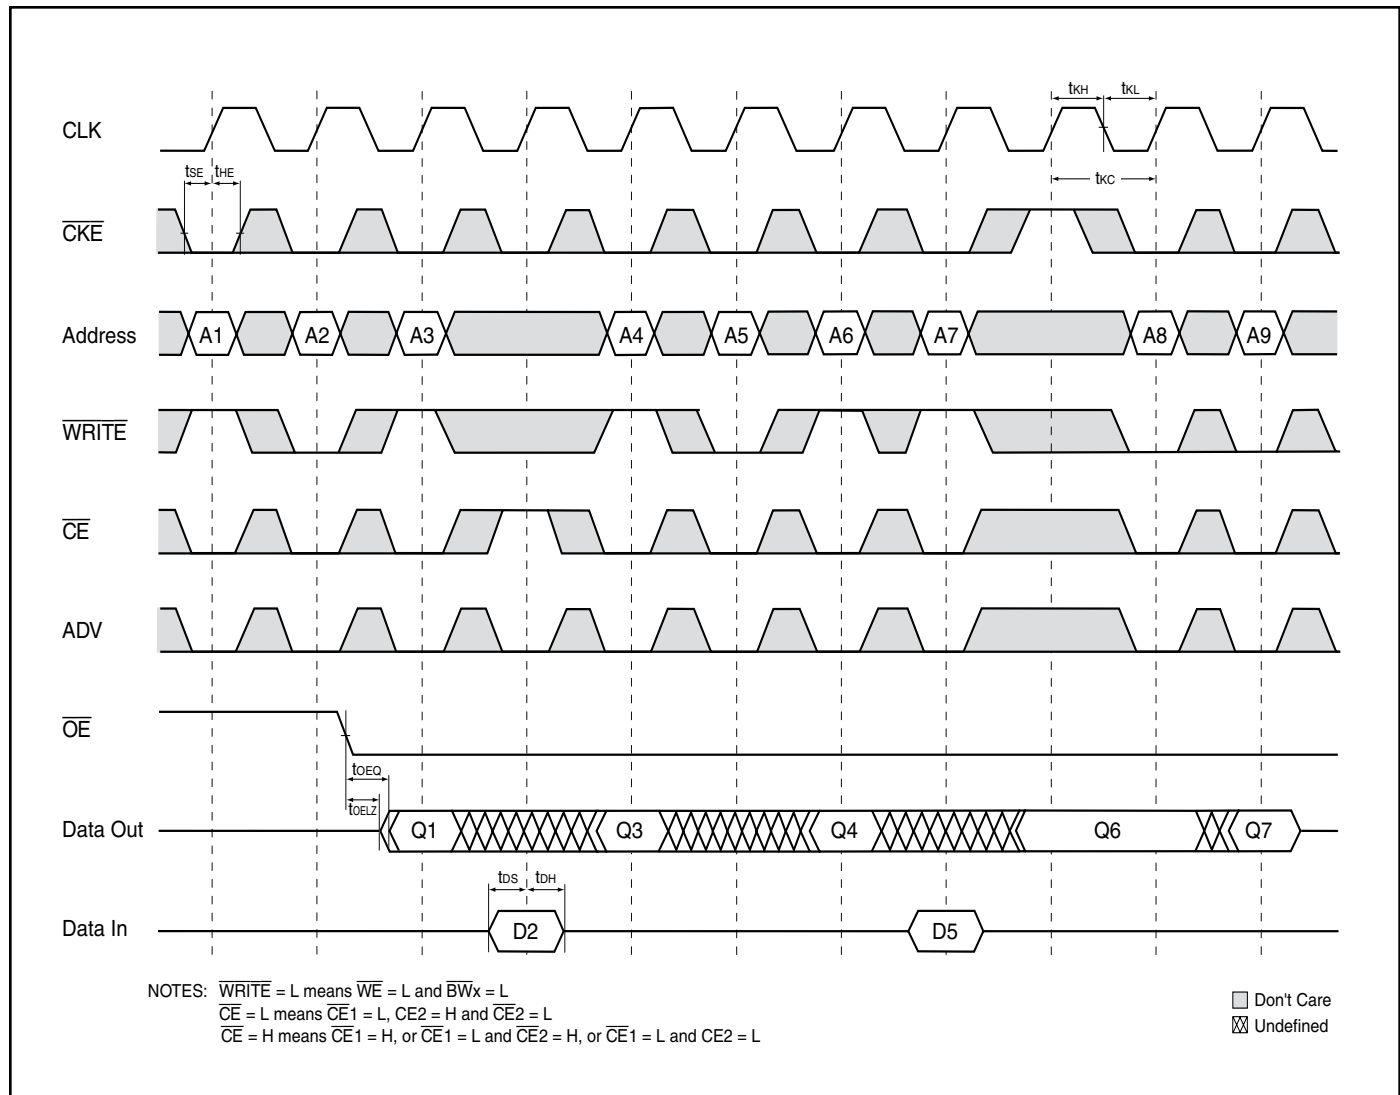 tKH tKL
CLK
tSE tHE
tKC
CKE
Address A1 A2 A3 A4 A5 A6 A7 A8 A9
WRITE
CE
ADV
OE
tOEQ
tOELZ
Data Out Q1 Q3 Q4 Q6 Q7
tDS tDH
Data In D2 D5
NOTES: WRITE = L means WE = L and BWx = L
CE = L means CE1 = L, CE2 = H and CE2 = L
CE = H means CE1 = H, or CE1 = L and CE2 = H, or CE1 = L and CE2 = L
Don't Care
Undefined